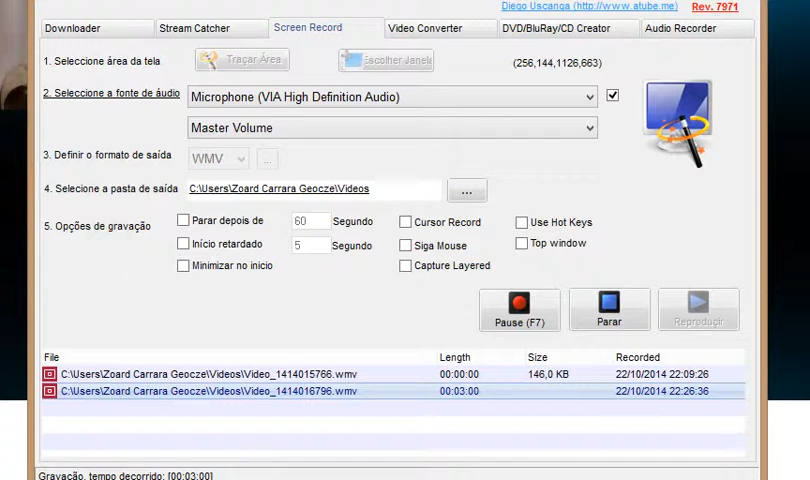 Diego Uscanga (http://www.atube.me) Rev. 7971
Downloader Stream Catcher Screen Record Video Converter DVD/BluRay/CD Creator Audio Recorder
1. Seleccione área da tela Traçar Área Escolher Janela (256,144,1126,663)
2. Seleccione a fonte de áudio Microphone (VIA High Definition Audio)
Master Volume
3. Definir o formato de saída WMV ...
4. Selecione a pasta de saída C:\Users\Zoard Carrara Geocze\Videos ...
5. Opções de gravação Parar depois de 60 Segundo Cursor Record Use Hot Keys
Início retardado 5 Segundo Siga Mouse Top window
Minimizar no inicio Capture Layered
Pause (F7) Parar Reproduçir
File Length Size Recorded
C:\Users\Zoard Carrara Geocze\Videos\Video_1414015766.wmv 00:00:00 146,0 KB 22/10/2014 22:09:26
C:\Users\Zoard Carrara Geocze\Videos\Video_1414016796.wmv 00:03:00 22/10/2014 22:26:36
Gravação, tempo decorrido: [00:03:00]